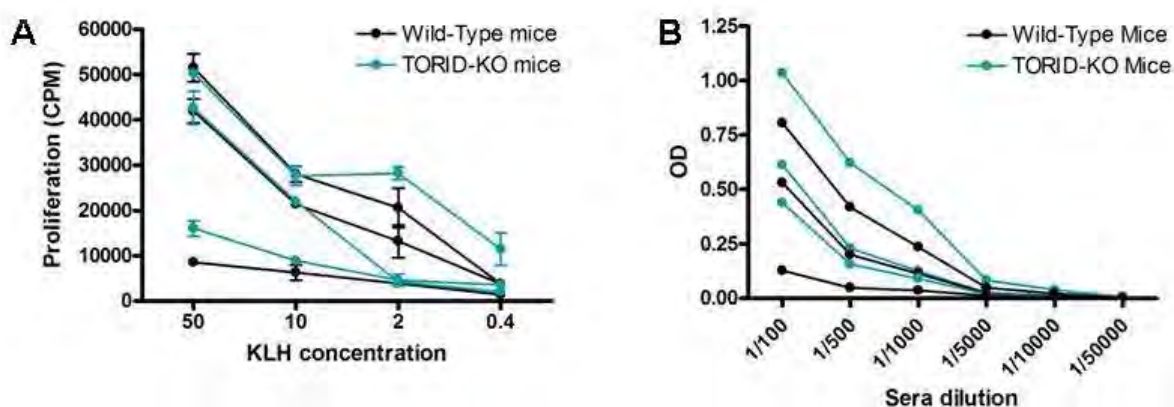 A
Proliferation (CPM)
60000
50000
40000
30000
20000
10000
0
50 10 2 0.4
KLH concentration
Wild-Type mice
TORID-KO mice
B
OD
1.25
1.00
0.75
0.50
0.25
0.00
1/100 1/500 1/1000 1/5000 1/10000 1/50000
Sera dilution
Wild-Type Mice
TORID-KO Mice